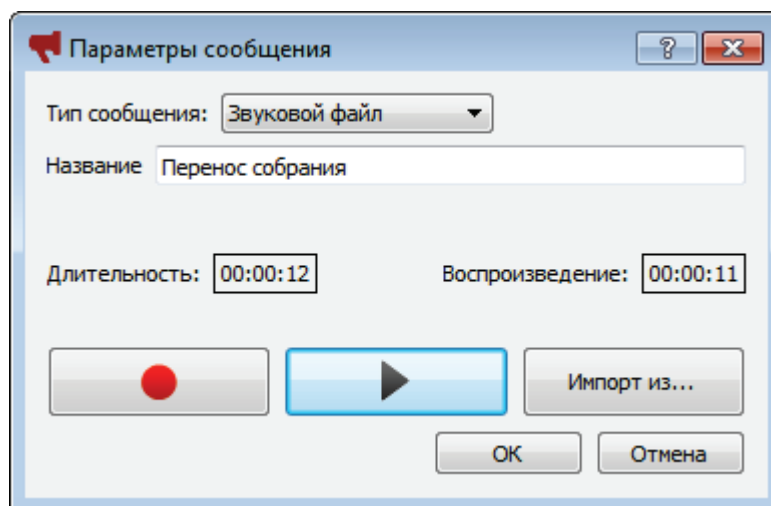 Параметры сообщения
Тип сообщения: Звуковой файл
Название Перенос собрания
Длительность: 00:00:12 Воспроизведение: 00:00:11
Импорт из...
ОК Отмена